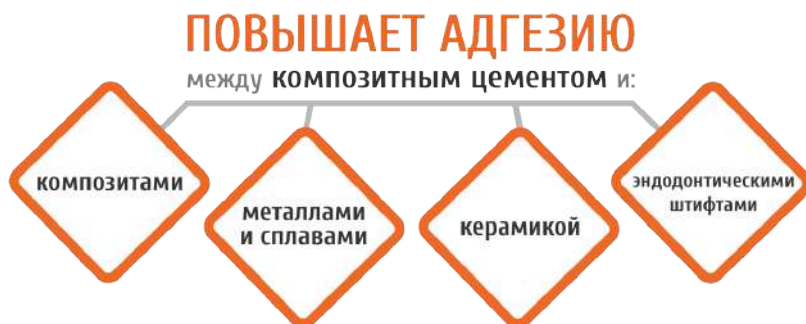 ПОВЫШАЕТ АДГЕЗИЮ
между композитным цементом и:
композитами
металлами
и сплавами
керамикой
эндодонтическими
штифтами